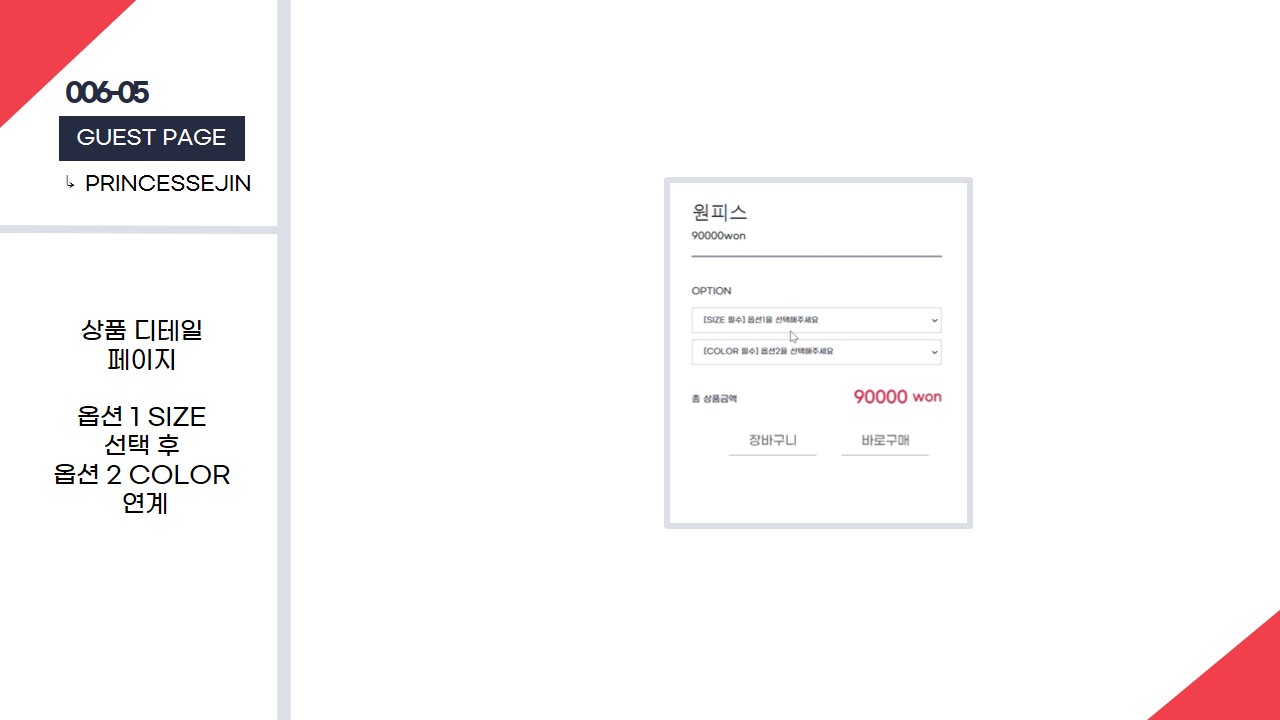 006-05
GUEST PAGE
↳ PRINCESSEJIN
상품 디테일
페이지
옵션 1 SIZE
선택 후
옵션 2 COLOR
연계
원피스
90000won
OPTION
[SIZE 필수] 옵션1을 선택해주세요
[COLOR 필수] 옵션2을 선택해주세요
총 상품금액 90000 won
장바구니 바로구매